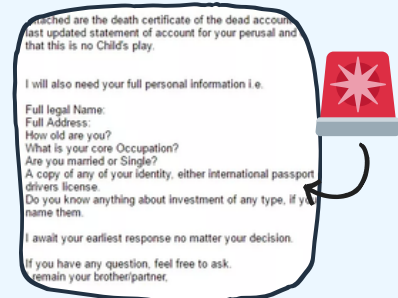 Attached are the death certificate of the dead account
last updated statement of account for your perusal and
that this is no Child's play.
I will also need your full personal information i.e.
Full legal Name:
Full Address:
How old are you?
What is your core Occupation?
Are you married or Single?
A copy of any of your identity, either international passport
drivers license.
Do you know anything about investment of any type, if you
name them.
I await your earliest response no matter your decision.
If you have any question, feel free to ask.
remain your brother/partner,